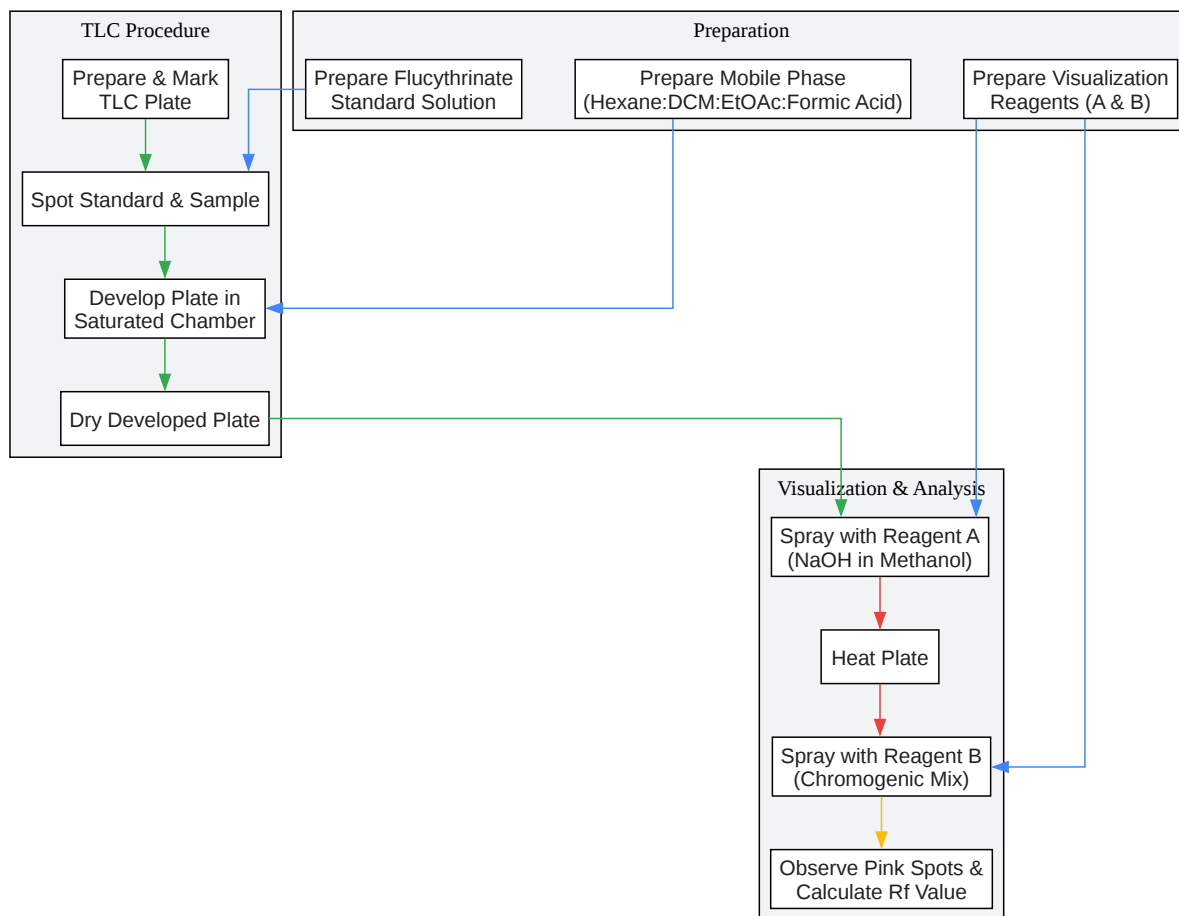 TLC Procedure
Prepare & Mark
TLC Plate
Spot Standard & Sample
Develop Plate in
Saturated Chamber
Dry Developed Plate
Preparation
Prepare Flucythrinate
Standard Solution
Prepare Mobile Phase
(Hexane:DCM:EtOAc:Formic Acid)
Prepare Visualization
Reagents (A & B)
Visualization & Analysis
Spray with Reagent A
(NaOH in Methanol)
Heat Plate
Spray with Reagent B
(Chromogenic Mix)
Observe Pink Spots &
Calculate Rf Value